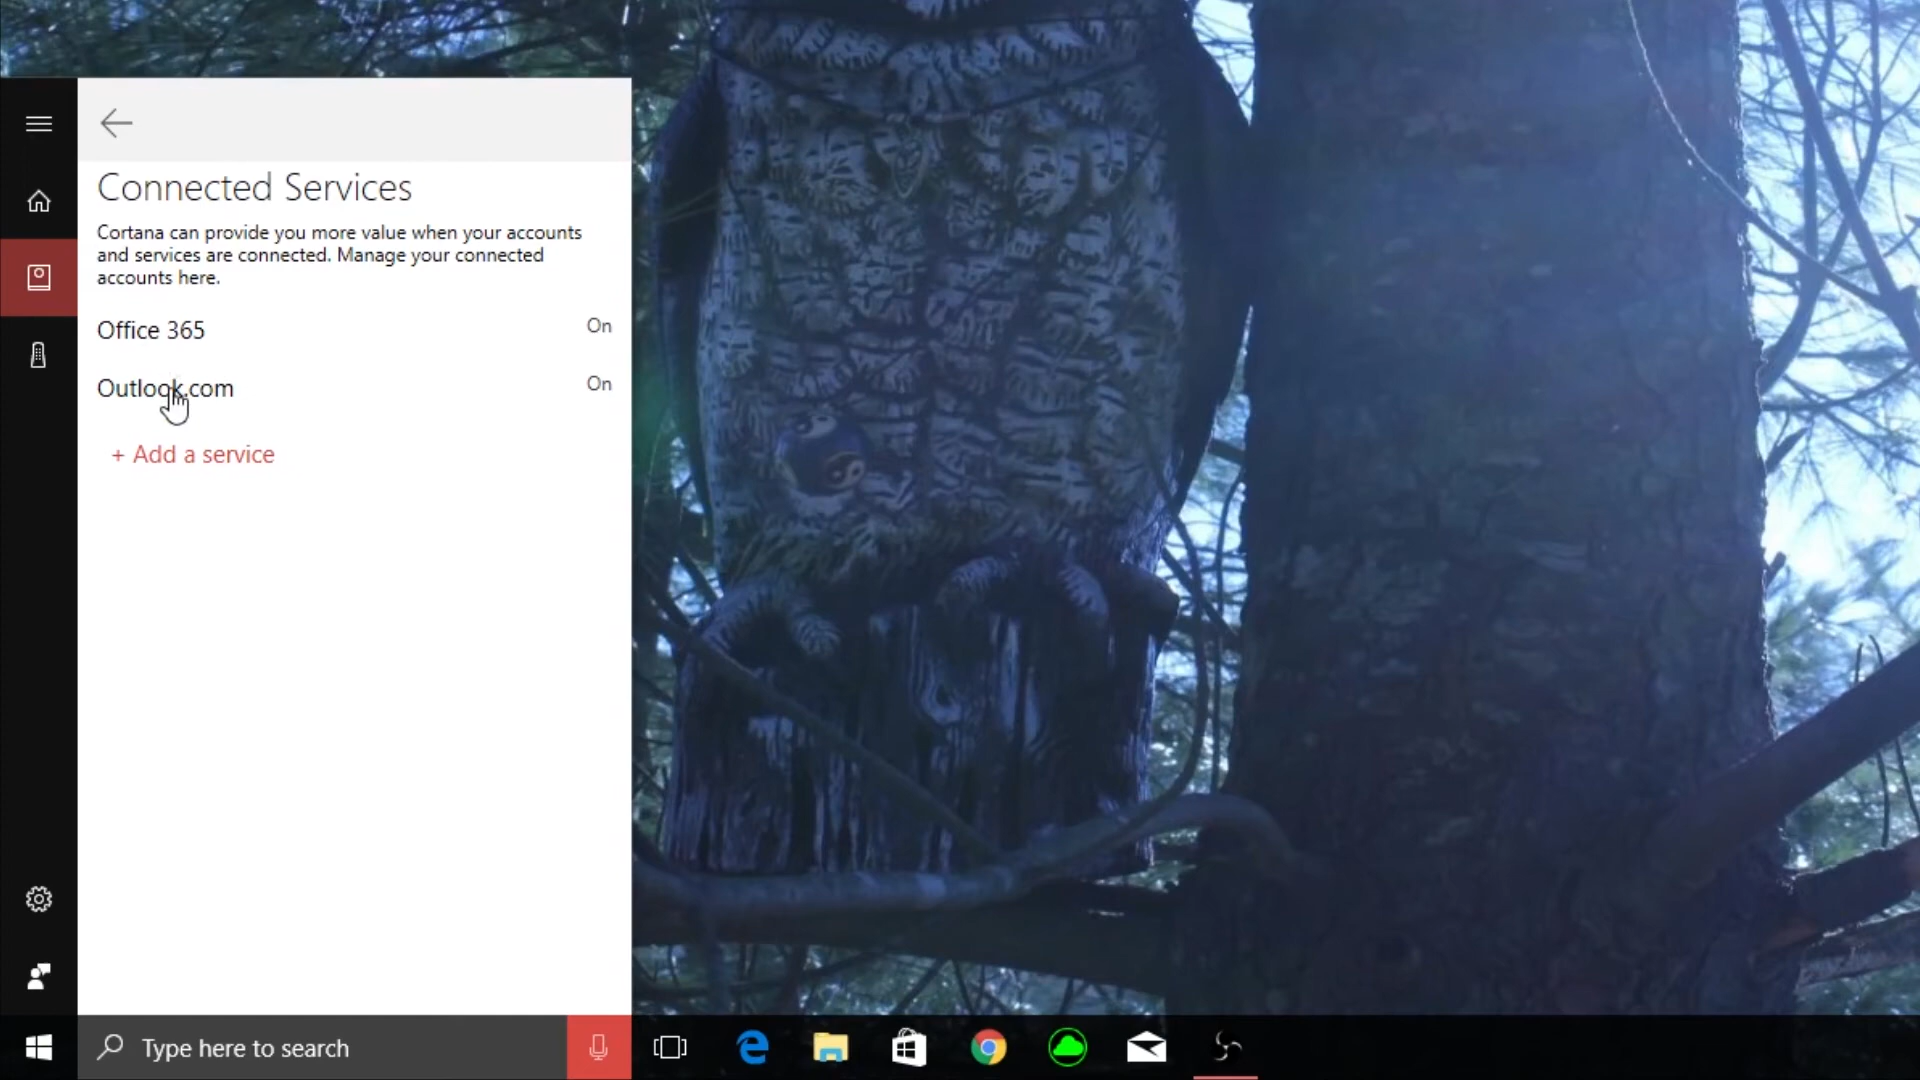 Connected Services
Cortana can provide you more value when your accounts
and services are connected. Manage your connected
accounts here.
Office 365 On
Outlook.com On
+ Add a service
Type here to search